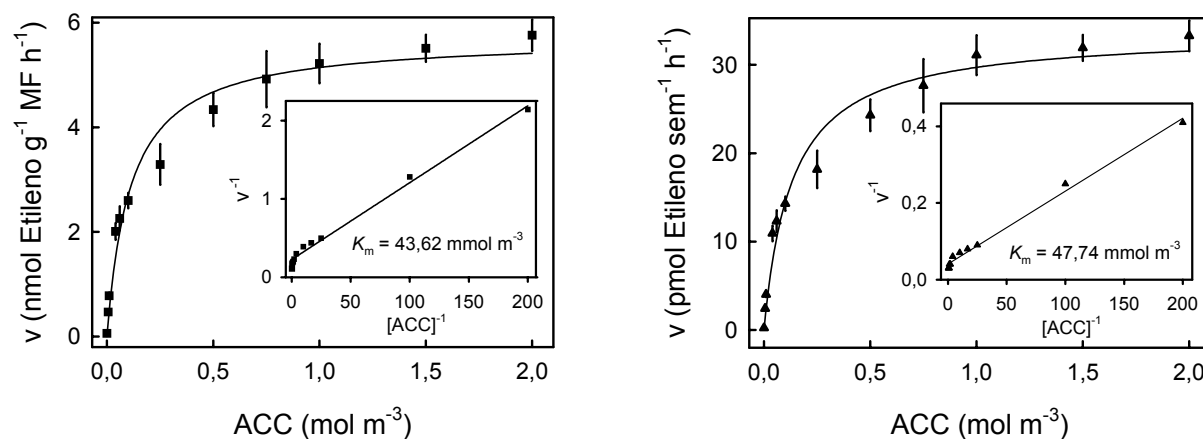 6
4
2
0
v (nmol Etileno g⁻¹ MF h⁻¹)
0,0 0,5 1,0 1,5 2,0
ACC (mol m⁻³)
2
1
0
v⁻¹
Kₘ = 43,62 mmol m⁻³
0 50 100 150 200
[ACC]⁻¹
30
20
10
0
v (pmol Etileno sem⁻¹ h⁻¹)
0,0 0,5 1,0 1,5 2,0
ACC (mol m⁻³)
0,4
0,2
0,0
v⁻¹
Kₘ = 47,74 mmol m⁻³
0 50 100 150 200
[ACC]⁻¹